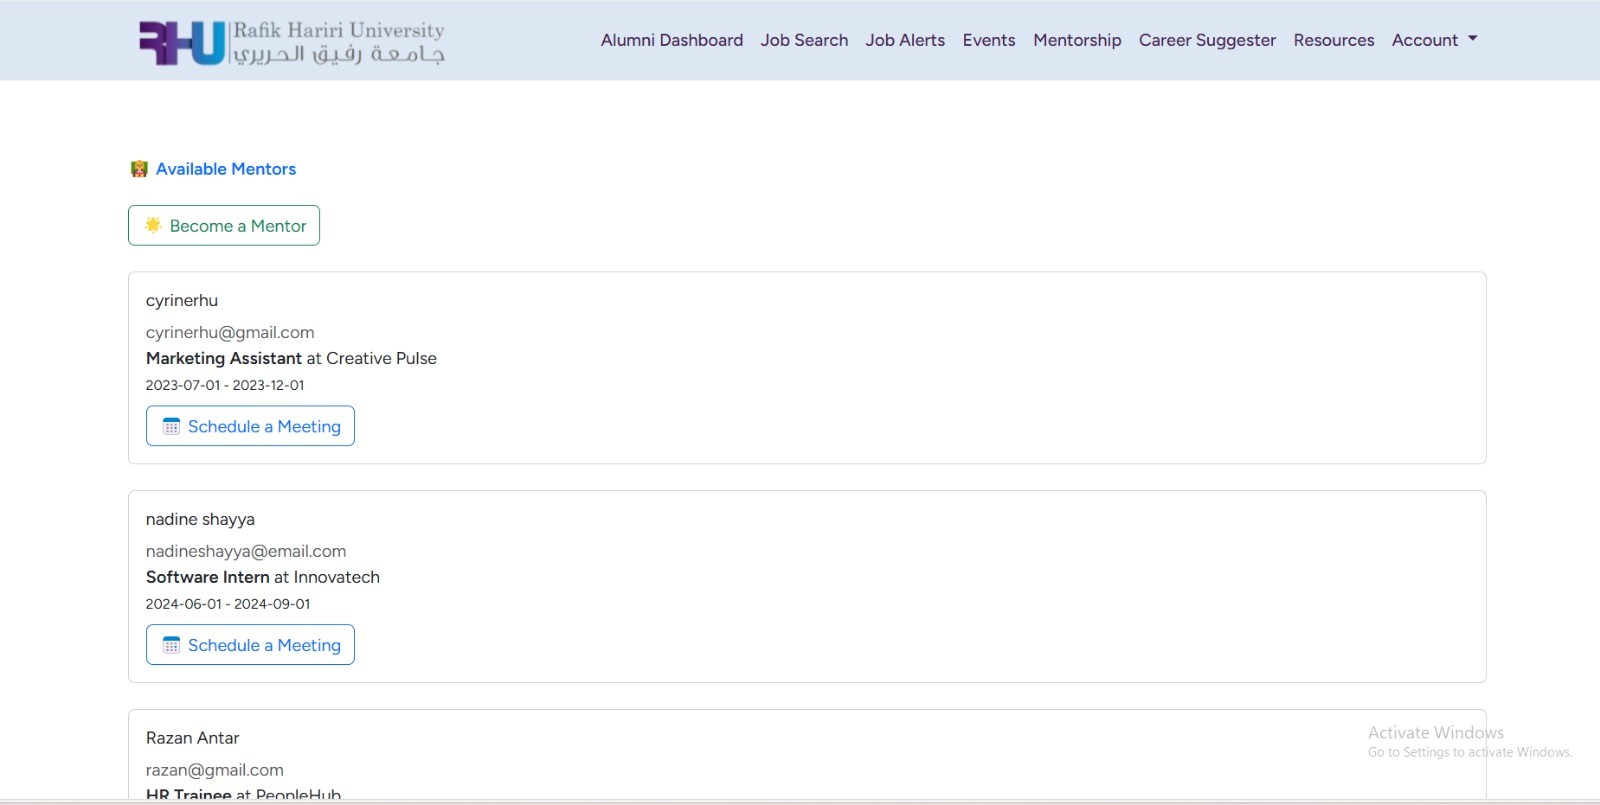 RHU Rafik Hariri University
جامعة رفيق الحريري
Alumni Dashboard Job Search Job Alerts Events Mentorship Career Suggester Resources Account
Available Mentors
Become a Mentor
cyrinerhu
cyrinerhu@gmail.com
Marketing Assistant at Creative Pulse
2023-07-01 - 2023-12-01
Schedule a Meeting
nadine shayya
nadineshayya@email.com
Software Intern at Innovatech
2024-06-01 - 2024-09-01
Schedule a Meeting
Razan Antar
razan@gmail.com
HR Trainee at PeopleHub
Activate Windows
Go to Settings to activate Windows.